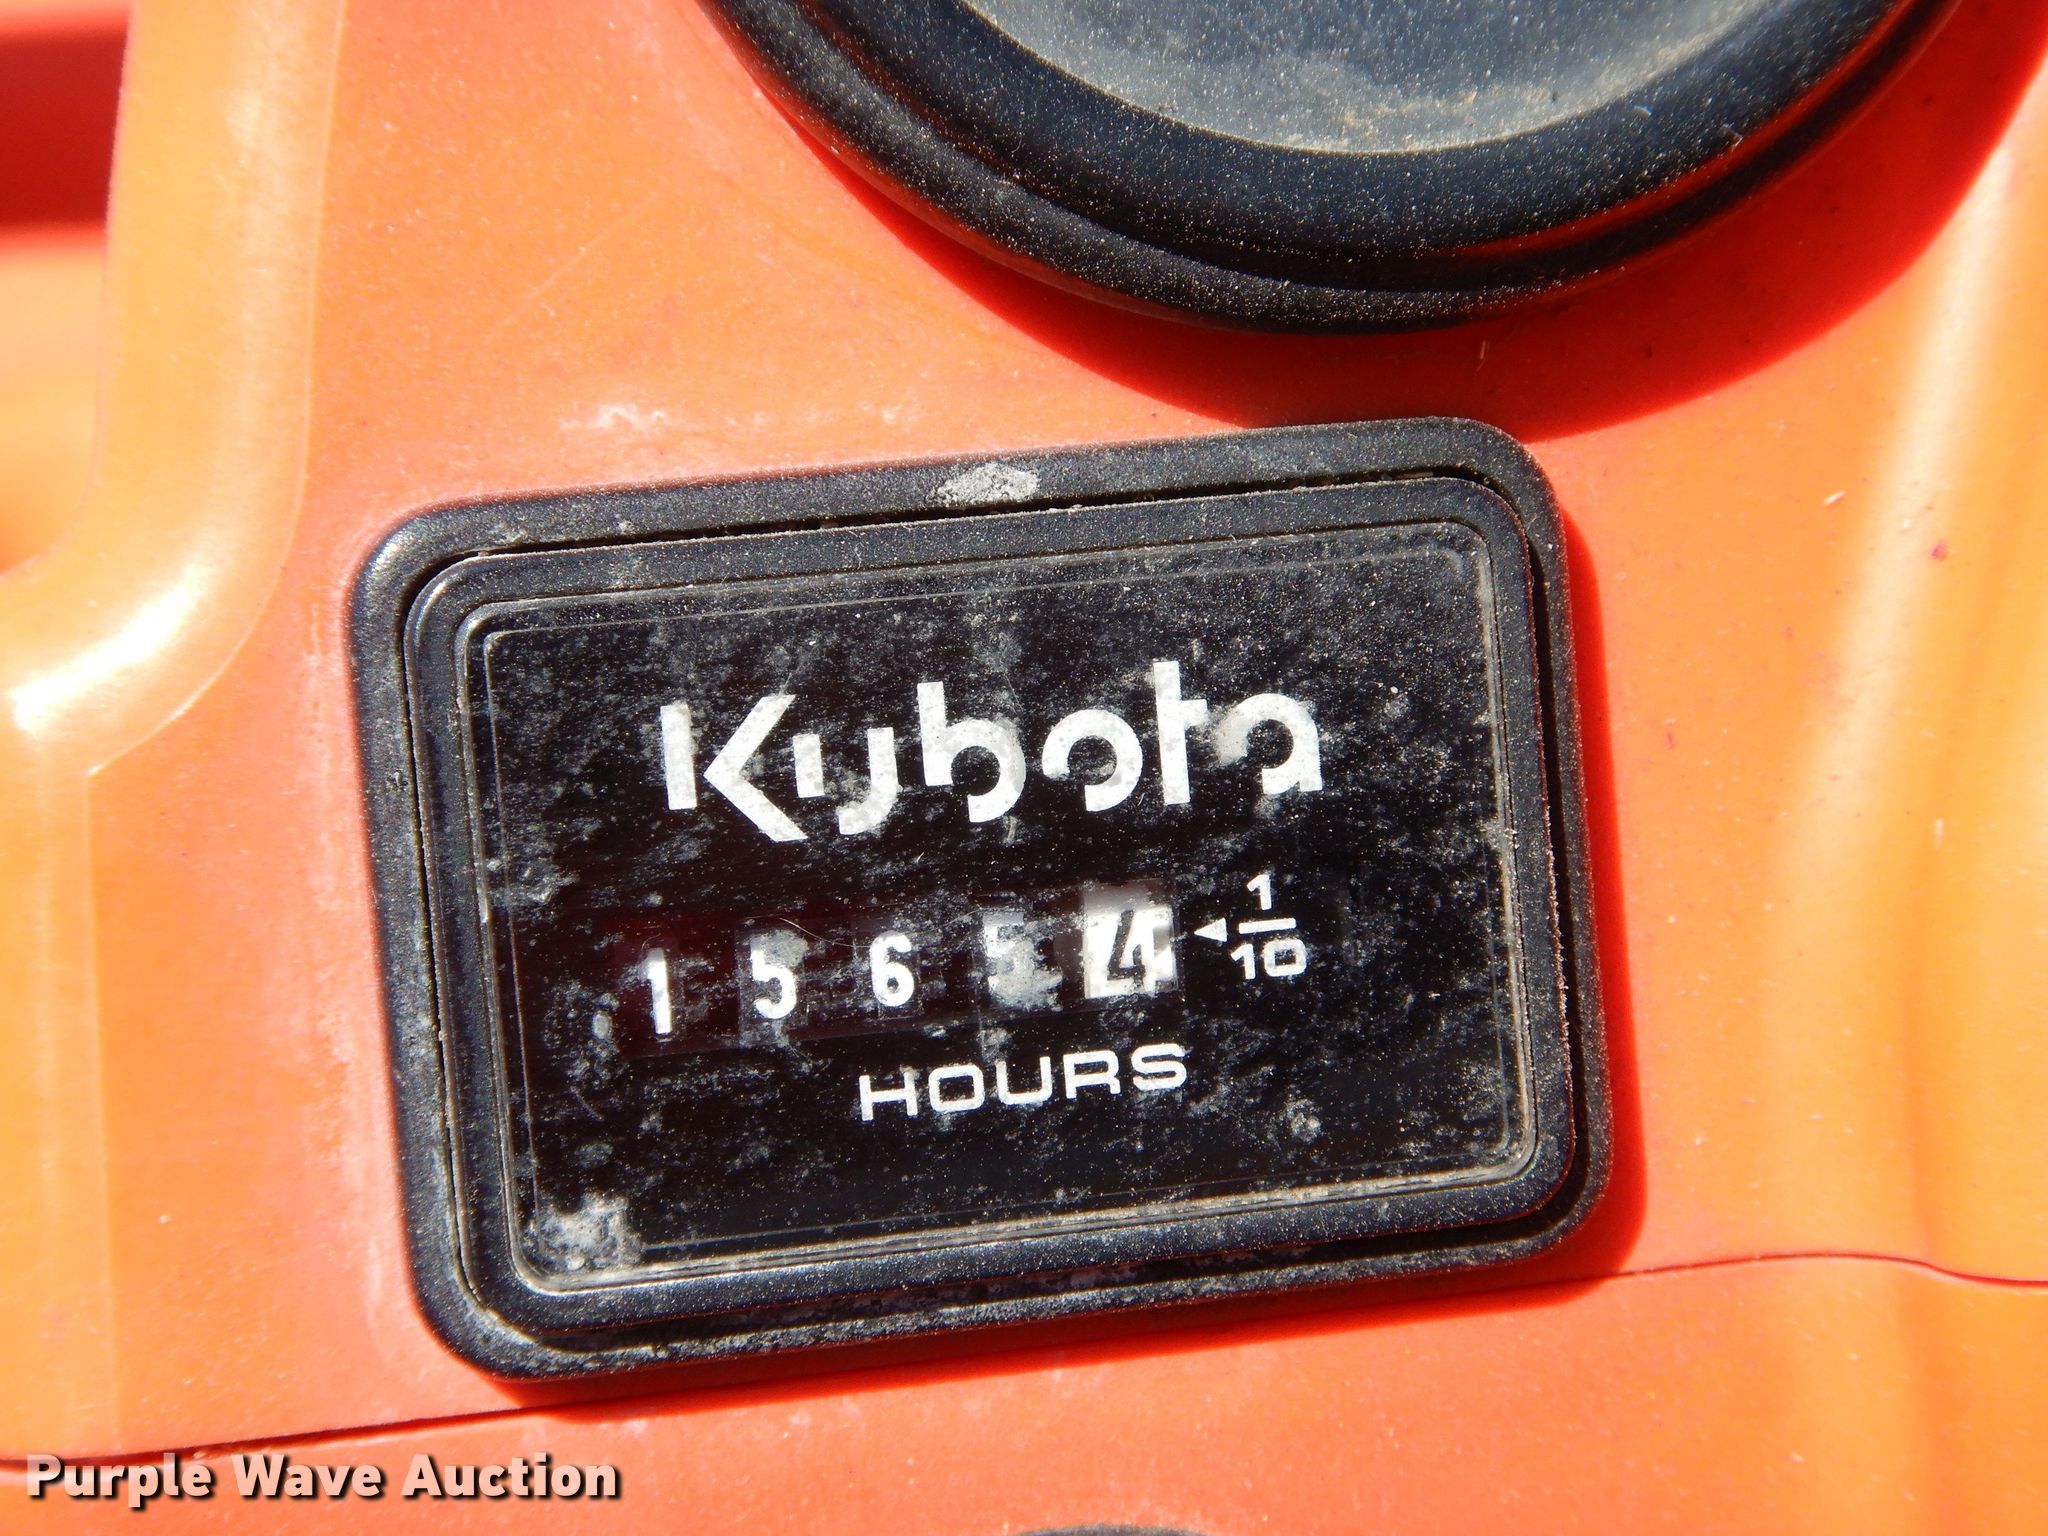 Kubota
15654 ◄ 1/10
HOURS
Purple Wave Auction